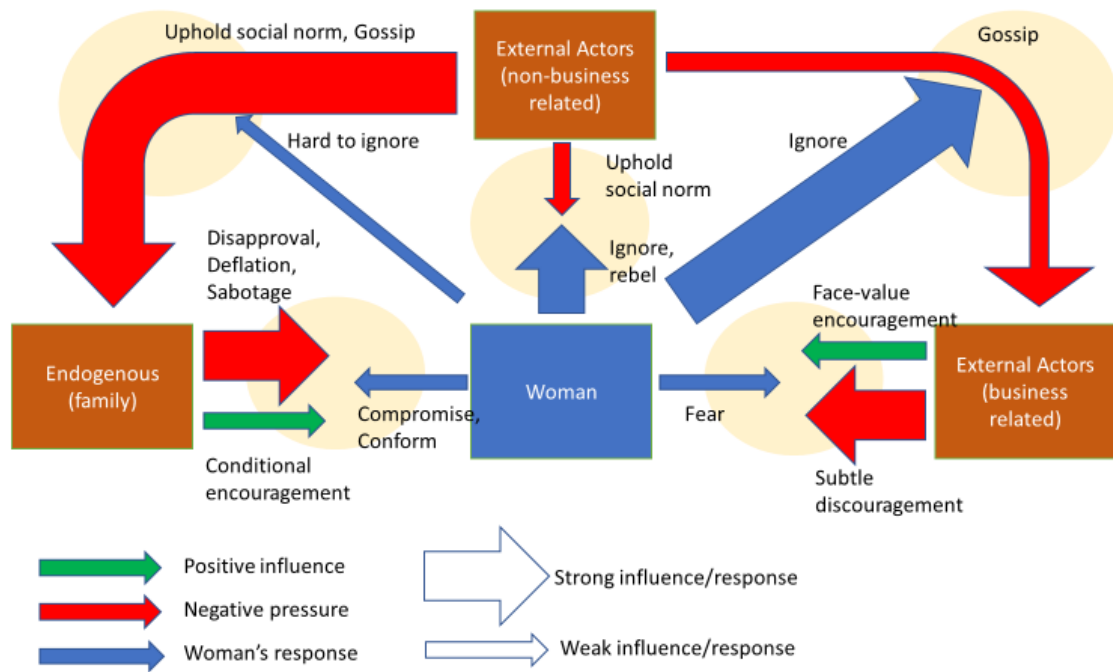 Uphold social norm, Gossip
External Actors
(non-business
related)
Gossip
Hard to ignore
Ignore
Uphold
social norm
Disapproval,
Deflation,
Sabotage
Ignore,
rebel
Face-value
encouragement
Endogenous
(family)
Woman
External Actors
(business
related)
Compromise,
Conform
Fear
Conditional
encouragement
Subtle
discouragement
Positive influence
Strong influence/response
Negative pressure
Woman's response
Weak influence/response